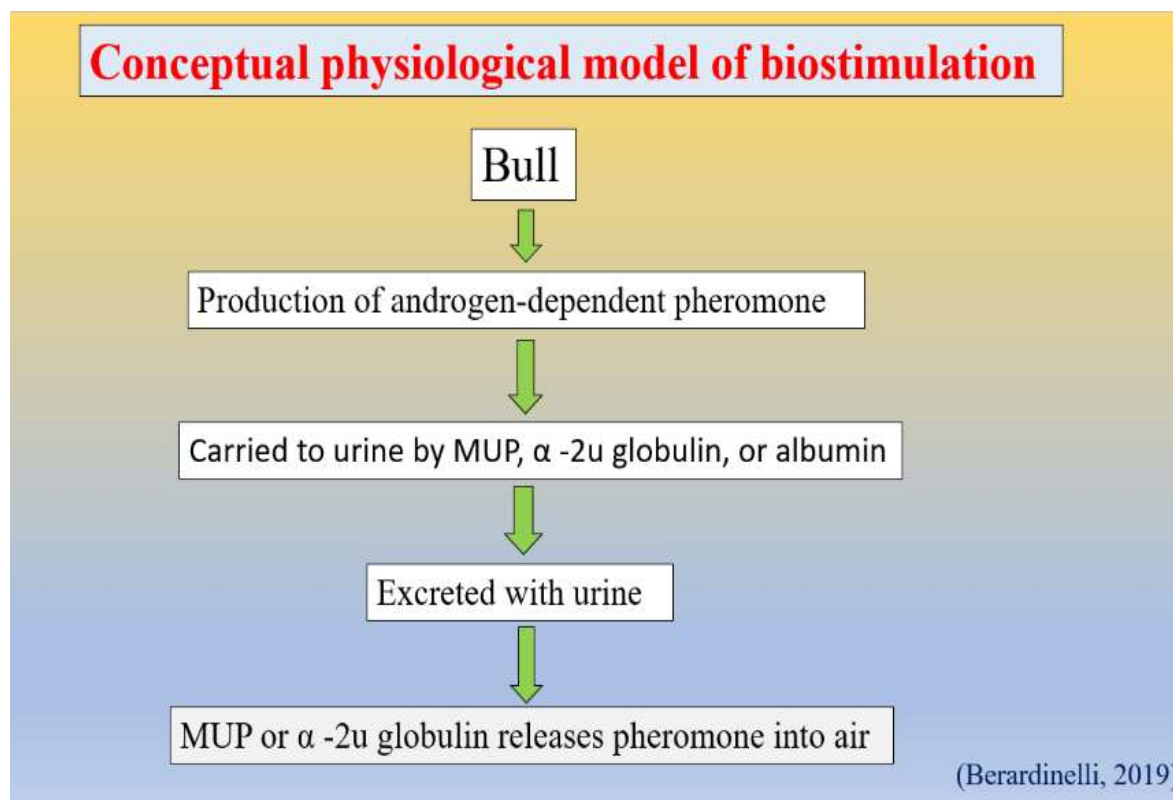 Conceptual physiological model of biostimulation
Bull
Production of androgen-dependent pheromone
Carried to urine by MUP, α -2u globulin, or albumin
Excreted with urine
MUP or α -2u globulin releases pheromone into air
(Berardinelli, 2019)